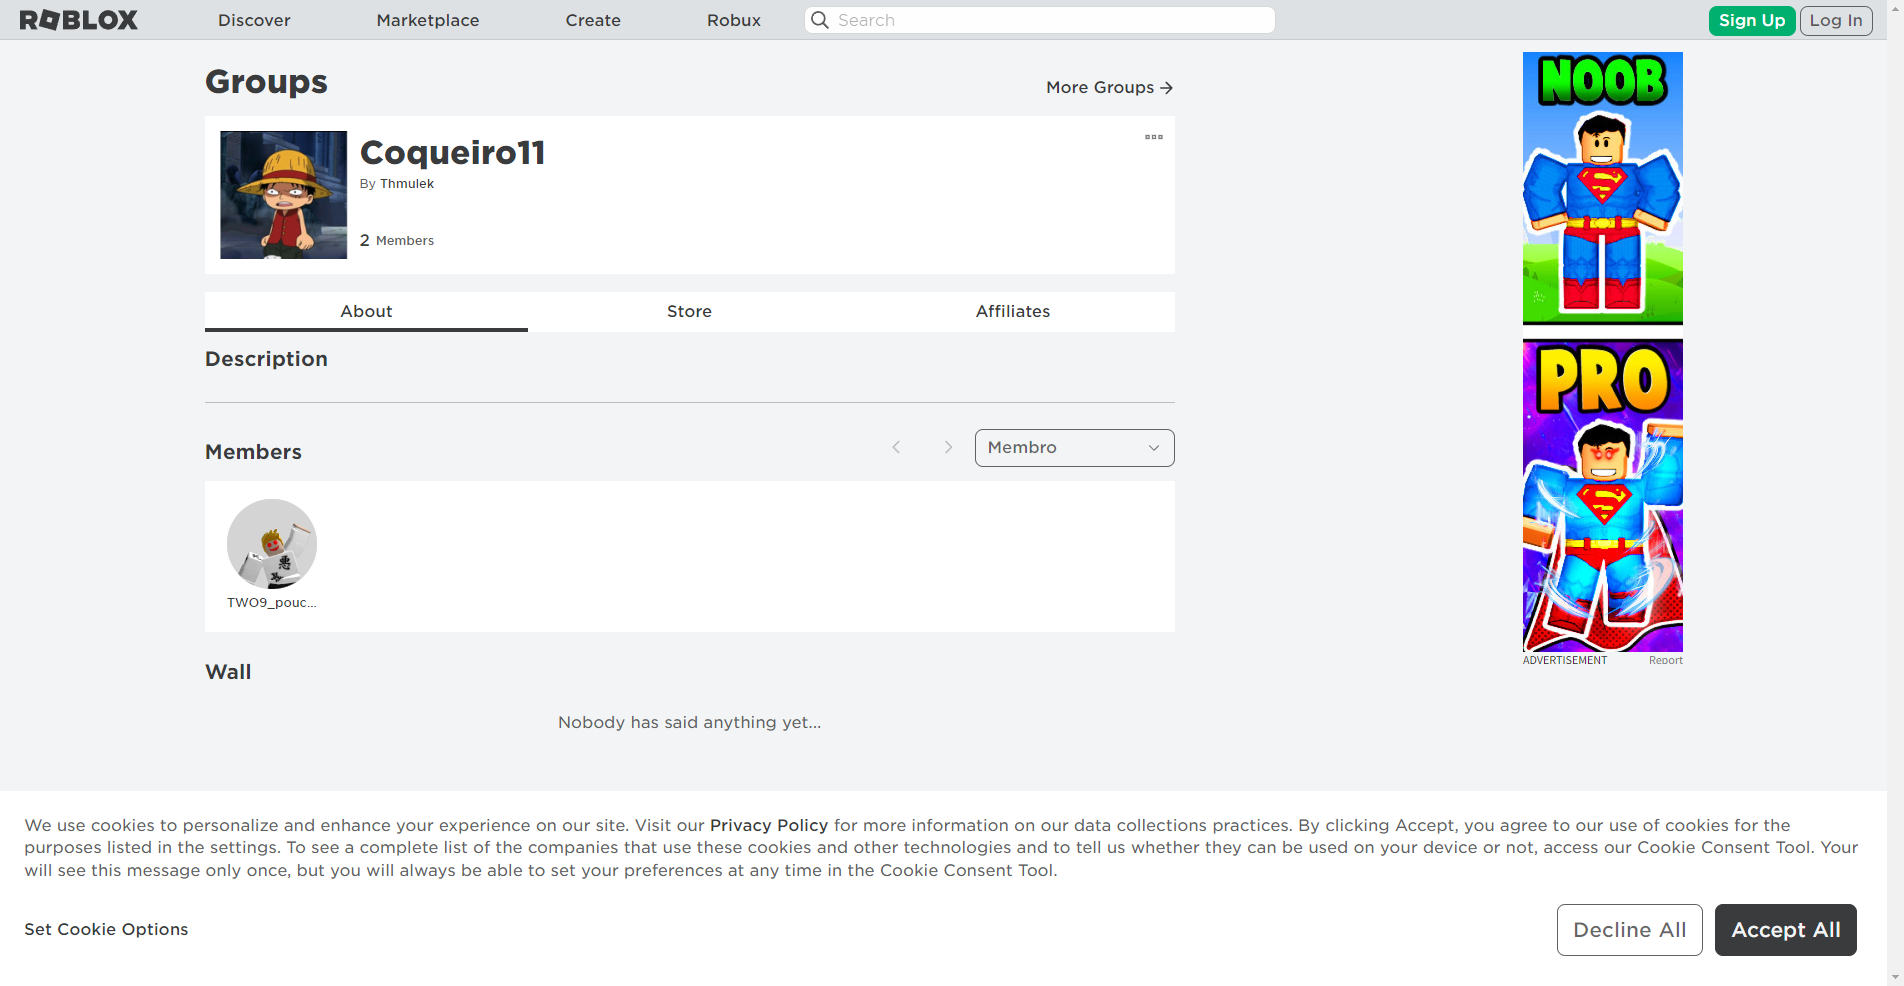 ROBLOX Discover Marketplace Create Robux Search Sign Up Log In
Groups
More Groups →
Coqueiro11
By Thmulek
2 Members
About Store Affiliates
Description
Members
Membro
TWO9_pouc...
Wall
Nobody has said anything yet...
NOOB
PRO
ADVERTISEMENT Report
We use cookies to personalize and enhance your experience on our site. Visit our Privacy Policy for more information on our data collections practices. By clicking Accept, you agree to our use of cookies for the
purposes listed in the settings. To see a complete list of the companies that use these cookies and other technologies and to tell us whether they can be used on your device or not, access our Cookie Consent Tool. Your
will see this message only once, but you will always be able to set your preferences at any time in the Cookie Consent Tool.
Set Cookie Options
Decline All
Accept All